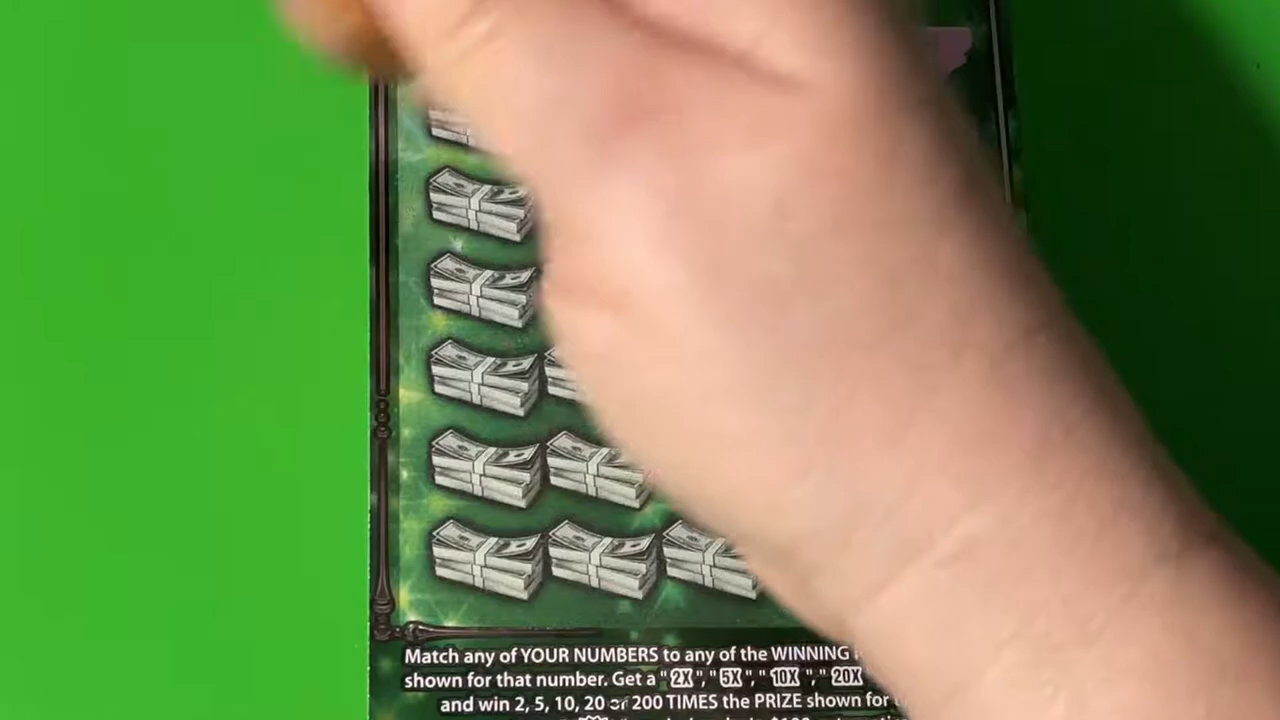 Match any of YOUR NUMBERS to any of the WINNING
shown for that number. Get a "2X", "5X", "10X", "20X
and win 2, 5, 10, 20 or 200 TIMES the PRIZE shown for